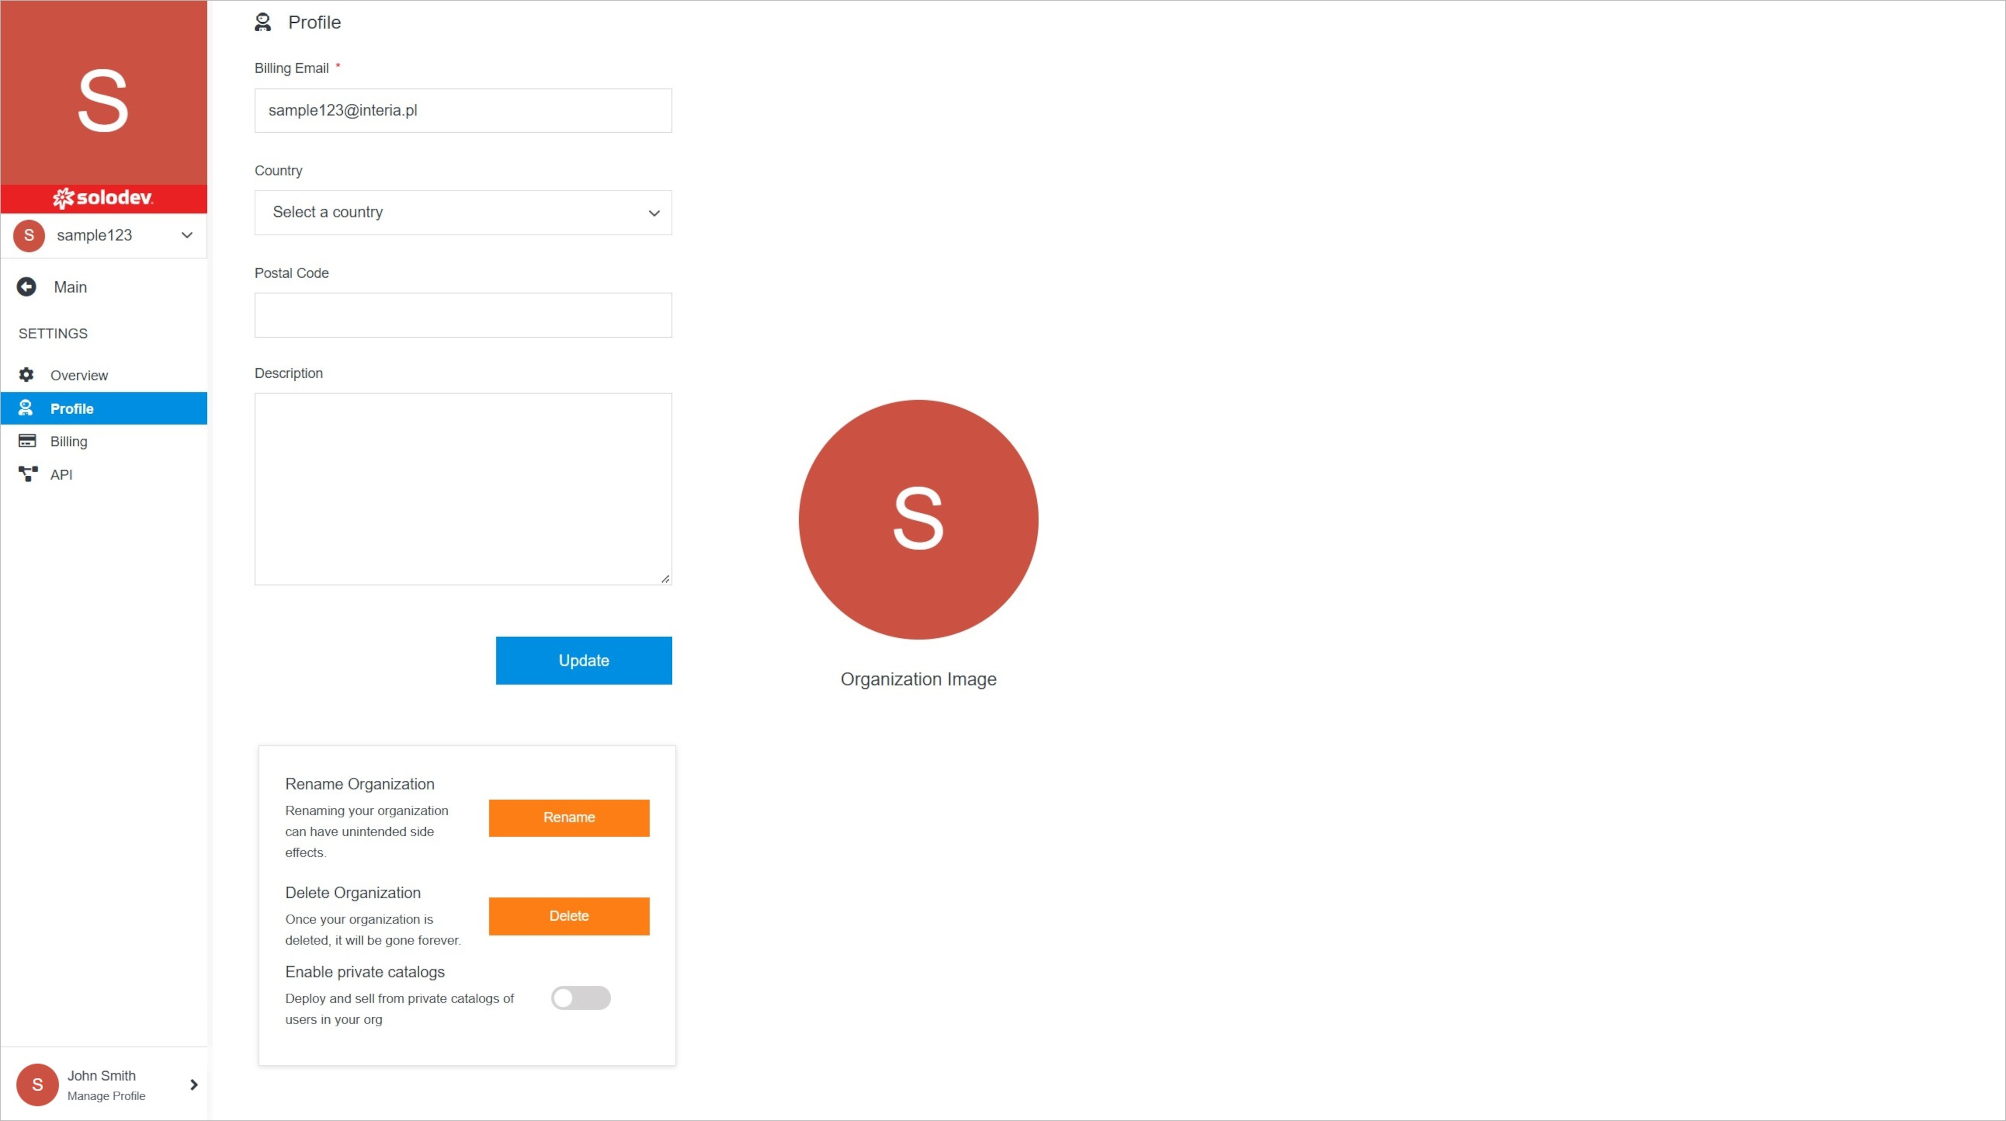 S
solodev.
S
sample123
Main
SETTINGS
Overview
Profile
Billing
API
S
John Smith
Manage Profile
Profile
Billing Email *
sample123@interia.pl
Country
Select a country
Postal Code
Description
Update
S
Organization Image
Rename Organization
Renaming your organization
can have unintended side
effects.
Rename
Delete Organization
Once your organization is
deleted, it will be gone forever.
Delete
Enable private catalogs
Deploy and sell from private catalogs of
users in your org